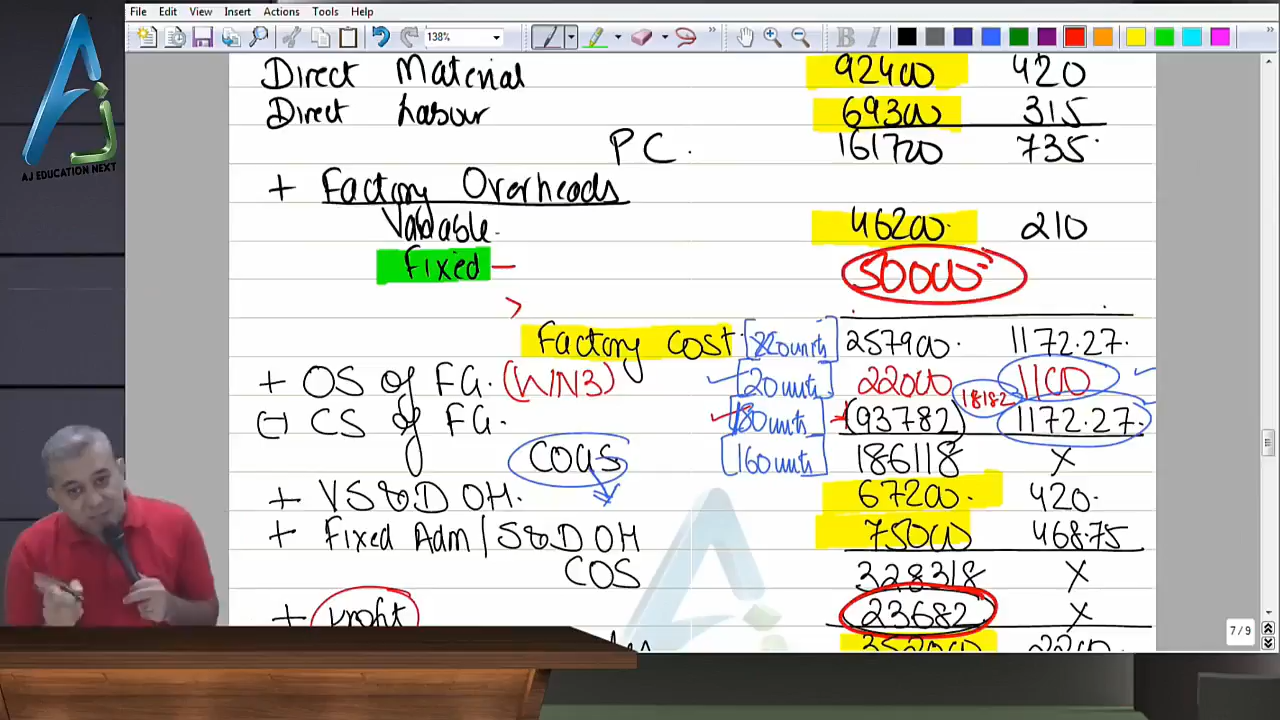 File Edit View Insert Actions Tools Help
138%
B I
AJ EDUCATION NEXT
Direct Material 92400 420
Direct Labour 69300 315
PC. 161720 735
+ Factory Overheads
Variable. 46200 210
Fixed - 50000
Factory Cost [220 units] 257900 1172.27
+ OS of FG. (WN3) [20 units] 22000 1100
18182
(-) CS of FG. [80 units] (93782) 1172.27
COGS [160 units] 186118 X
+ VS&D OH. 67200 420
+ Fixed Adm/S&D OH 75000 468.75
COS 328318 X
+ Profit 23682 X
352000 2200
7 / 9